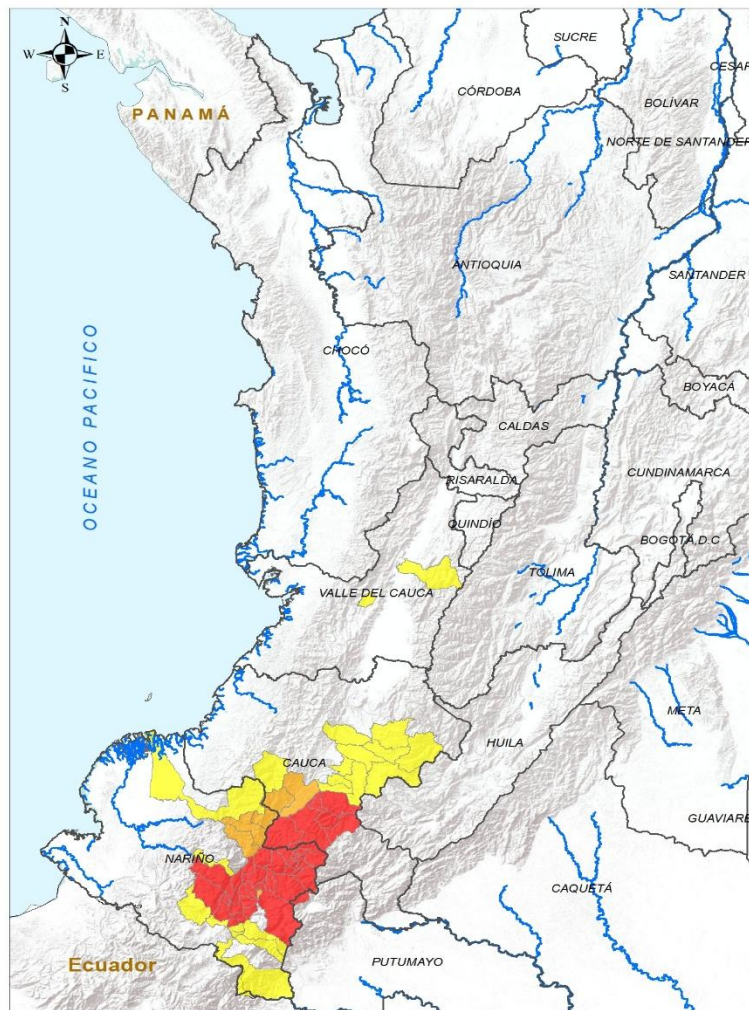 N
W E
S
PANAMÁ
SUCRE
CESAR
CÓRDOBA
BOLÍVAR
NORTE DE SANTANDER
ANTIOQUIA
SANTANDER
CHOCÓ
BOYACÁ
CALDAS
OCEANO PACIFICO
CUNDINAMARCA
RISARALDA
QUINDÍO
BOGOTÁ D.C
TOLIMA
VALLE DEL CAUCA
META
HUILA
CAUCA
GUAVIARE
NARIÑO
CAQUETÁ
Ecuador
PUTUMAYO